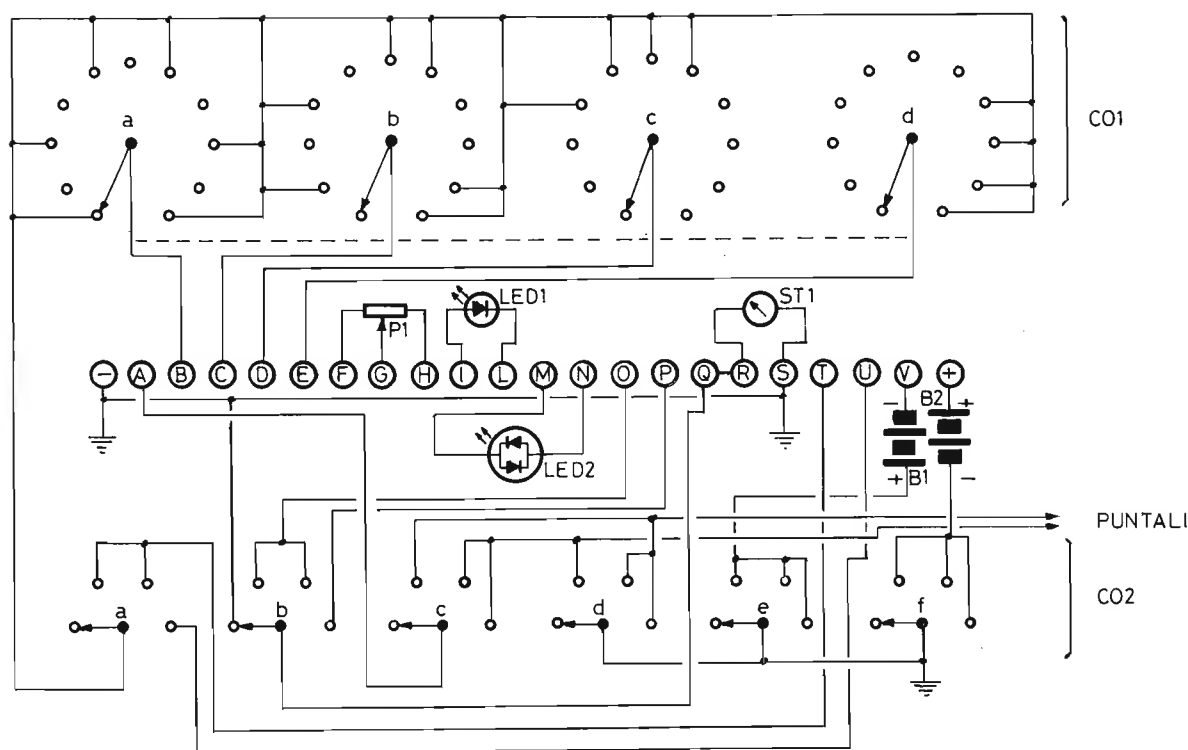 a b c d CO1
LED1 ST1
P1
- A B C D E F G H I L M N O P Q R S T U V +
- B2 +
LED2
+ B1 -
PUNTALI
a b c d e f CO2